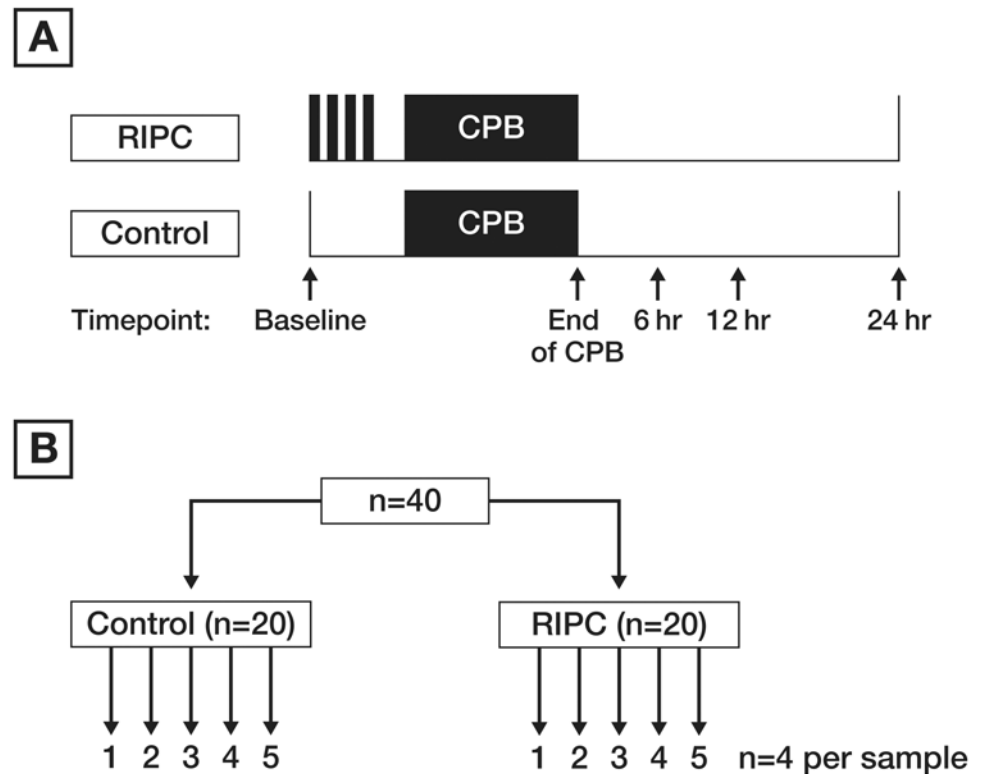 A
RIPC
CPB
Control
CPB
Timepoint: Baseline End of CPB 6 hr 12 hr 24 hr
B
n=40
Control (n=20)
RIPC (n=20)
1 2 3 4 5
1 2 3 4 5 n=4 per sample